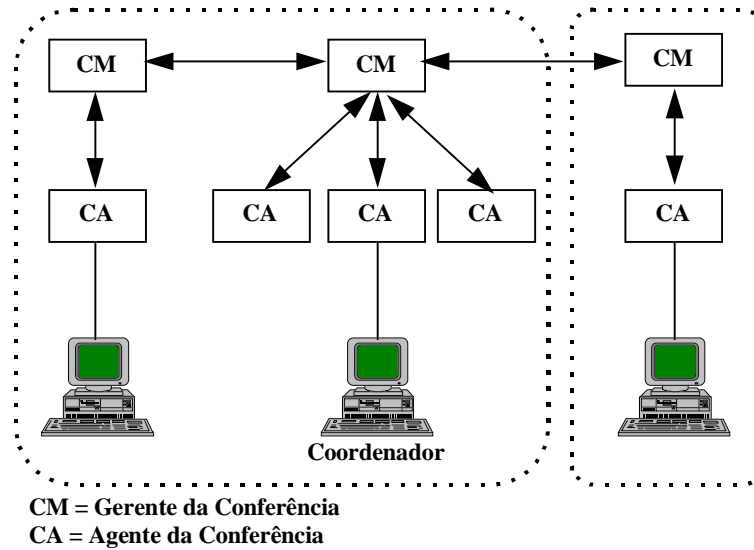 CM
CM
CM
CA
CA
CA
CA
CA
Coordenador
CM = Gerente da Conferência
CA = Agente da Conferência